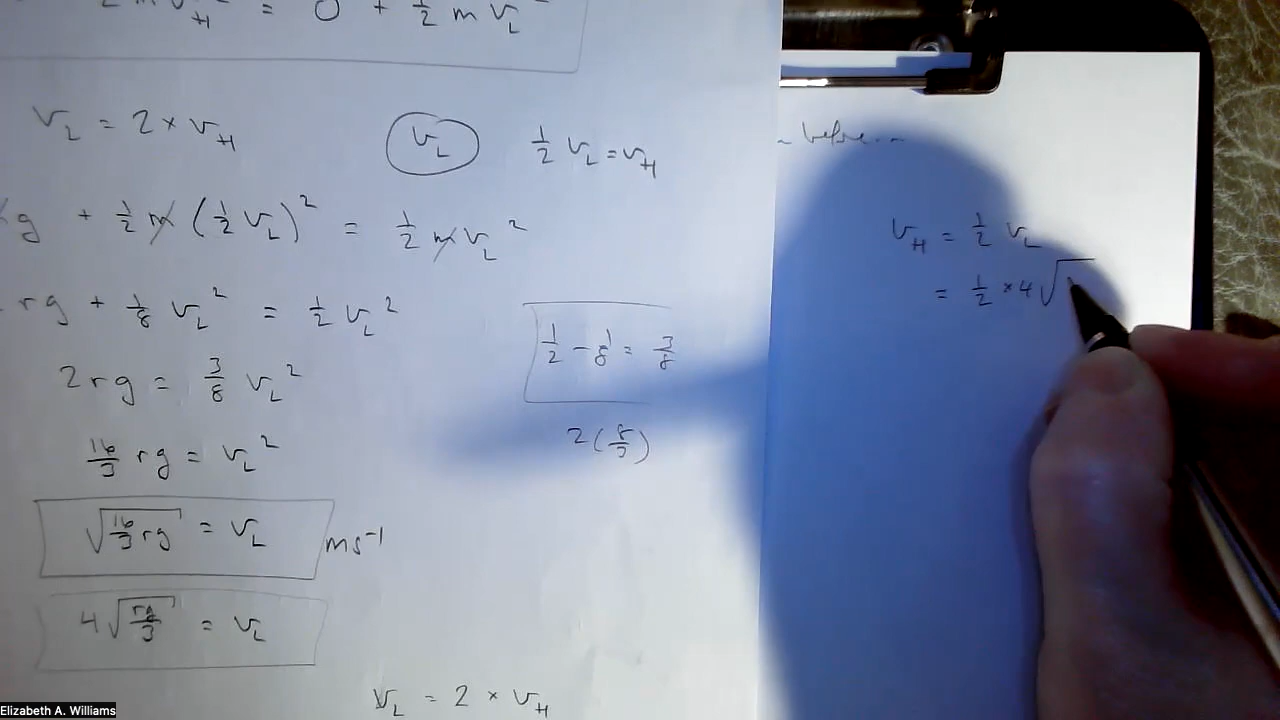 H = 0 + 1/2 m v_L
v_L = 2 × v_H
v_L
1/2 v_L = v_H
g + 1/2 m (1/2 v_L)² = 1/2 m v_L²
rg + 1/8 v_L² = 1/2 v_L²
2rg = 3/8 v_L²
1/2 - 1/8 = 3/8
2(8/3)
16/3 rg = v_L²
√(16/3 rg) = v_L ms⁻¹
4√(rg/3) = v_L
v_L = 2 × v_H
before...
v_H = 1/2 v_L
= 1/2 × 4√
Elizabeth A. Williams